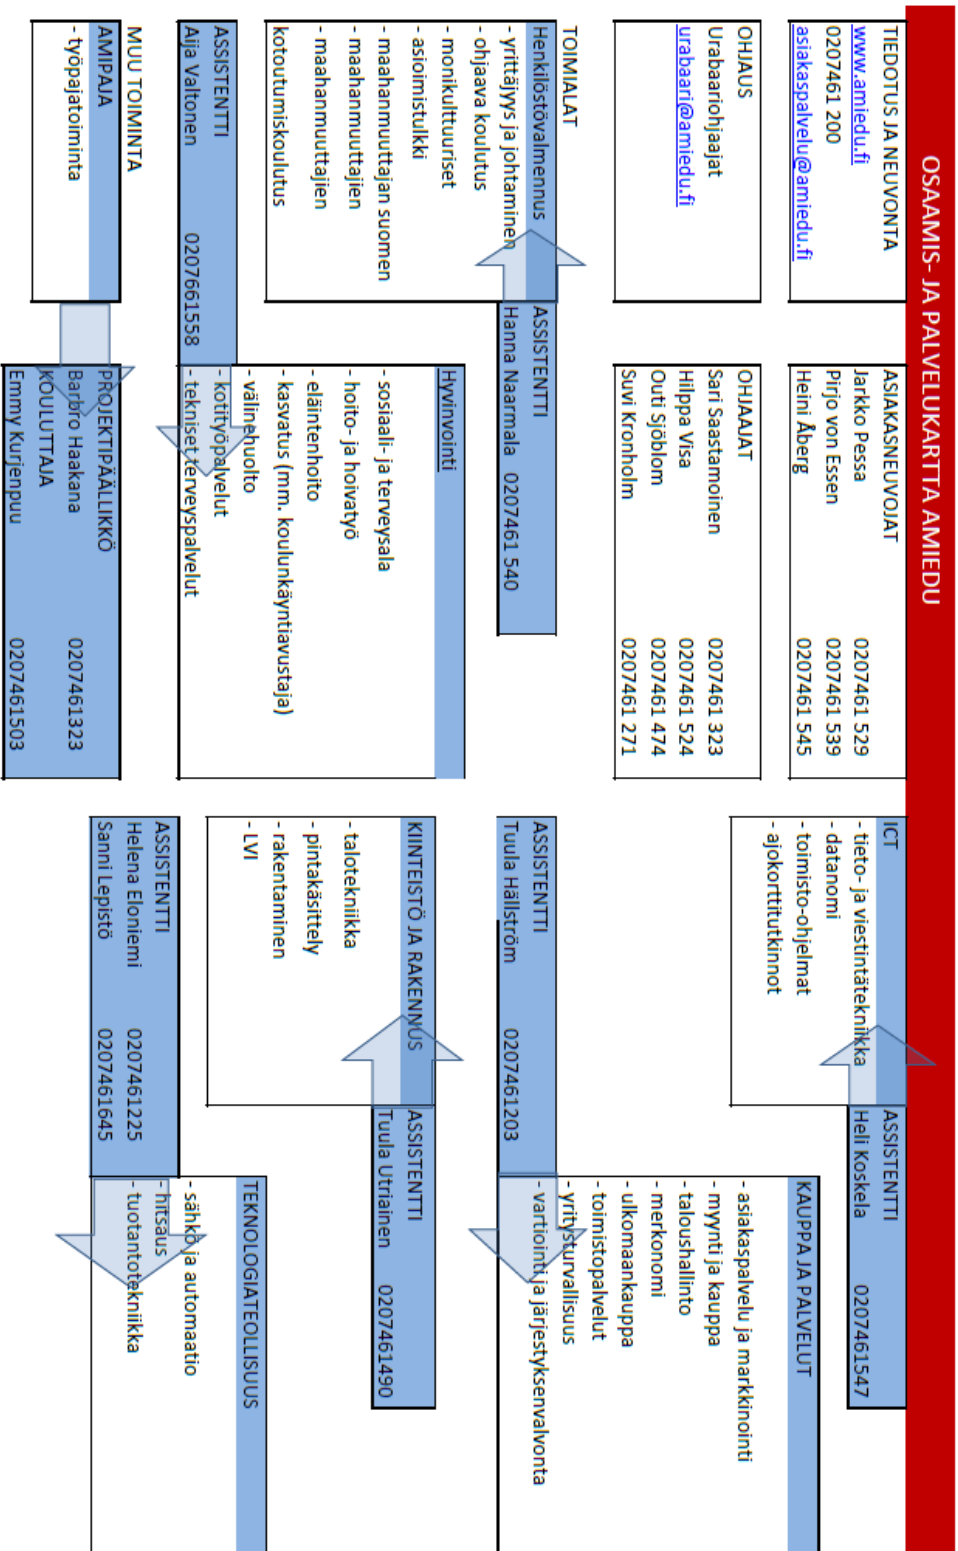 OSAAMIS- JA PALVELUKARTTA AMIEDU
TIEDOTUS JA NEUVONTA
www.amiedu.fi
0207461 200
asiakaspalvelu@amiedu.fi
ASIAKASNEUVOJAT
Jarkko Pessa 0207461 529
Pirjo von Essen 0207461 539
Heini Åberg 0207461 545
OHJAUS
Urabaariohjaajat
urabaari@amiedu.fi
OHJAAJAT
Sari Saastamoinen 0207461 323
Hilppa Visa 0207461 524
Outi Sjöblom 0207461 474
Suvi Kronholm 0207461 271
TOIMIALAT
Henkilöstövalmennus
- yrittäjyys ja johtaminen
- ohjaava koulutus
- monikulttuuriset
- asioimistulkki
- maahanmuuttajan suomen
- maahanmuuttajien
- maahanmuuttajien
kotoutumiskoulutus
ASSISTENTTI
Hanna Naarmala 0207461 540
Hyvinvointi
- sosiaali- ja terveysala
- hoito- ja hoivatyö
- eläintenhoito
- kasvatus (mm. koulunkäyntiavustaja)
- välinehuolto
- kotityöpalvelut
- tekniset terveyspalvelut
ASSISTENTTI
Aija Valtonen 0207661558
MUU TOIMINTA
AMIPAJA
- työpajatoiminta
PROJEKTIPÄÄLLIKKÖ
Barbro Haakana 0207461323
KOULUTTAJA
Emmy Kurjenpuu 0207461503
ICT
- tieto- ja viestintätekniikka
- datanomi
- toimisto-ohjelmat
- ajokorttitutkinnot
ASSISTENTTI
Heli Koskela 0207461547
KAUPPA JA PALVELUT
- asiakaspalvelu ja markkinointi
- myynti ja kauppa
- taloushallinto
- merkonomi
- ulkomaankauppa
- toimistopalvelut
- yritysturvallisuus
- vartiointi ja järjestyksenvalvonta
ASSISTENTTI
Tuula Hällström 0207461203
KIINTEISTÖ JA RAKENNUS
- talotekniikka
- pintakäsittely
- rakentaminen
- LVI
ASSISTENTTI
Tuula Utriainen 0207461490
TEKNOLOGIATEOLLISUUS
- sähkö ja automaatio
- hitsaus
- tuotantotekniikka
ASSISTENTTI
Helena Eloniemi 0207461225
Sanni Lepistö 0207461645